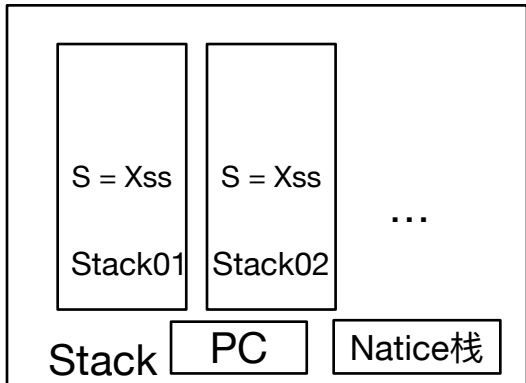 S = Xss
S = Xss
...
Stack01
Stack02
Stack
PC
Natice栈